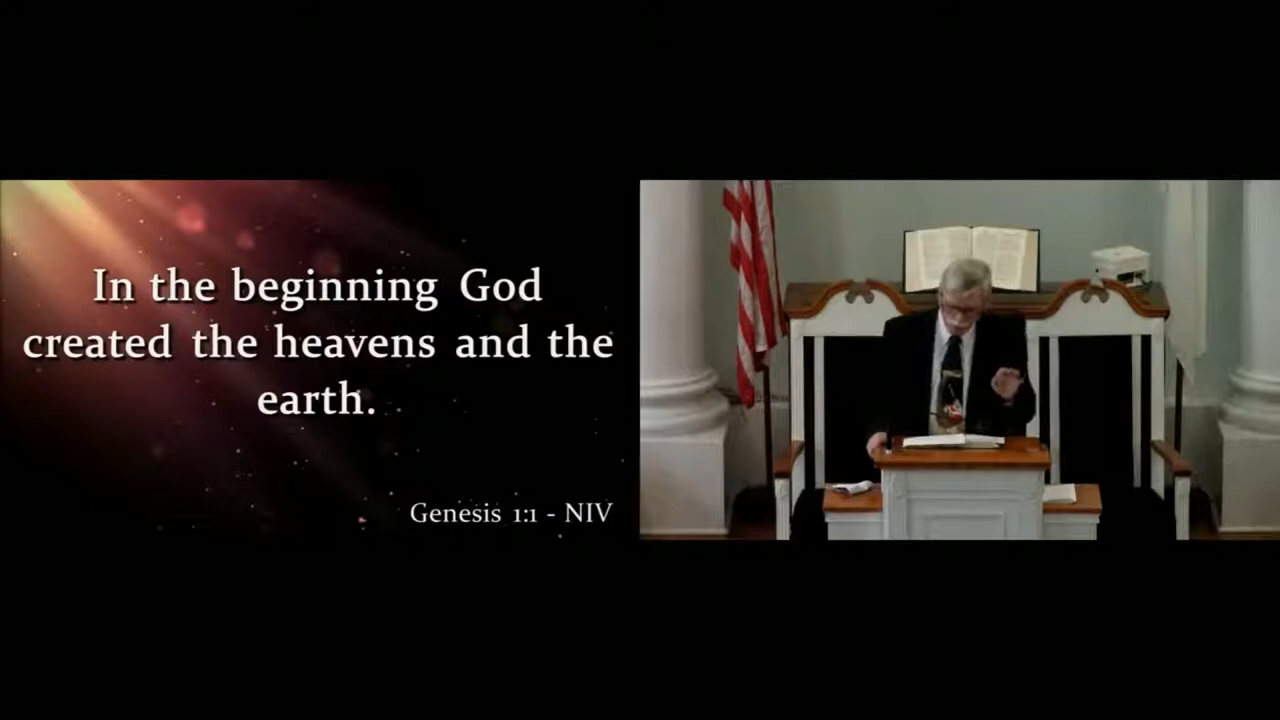 In the beginning God
created the heavens and the
earth.
Genesis 1:1 - NIV